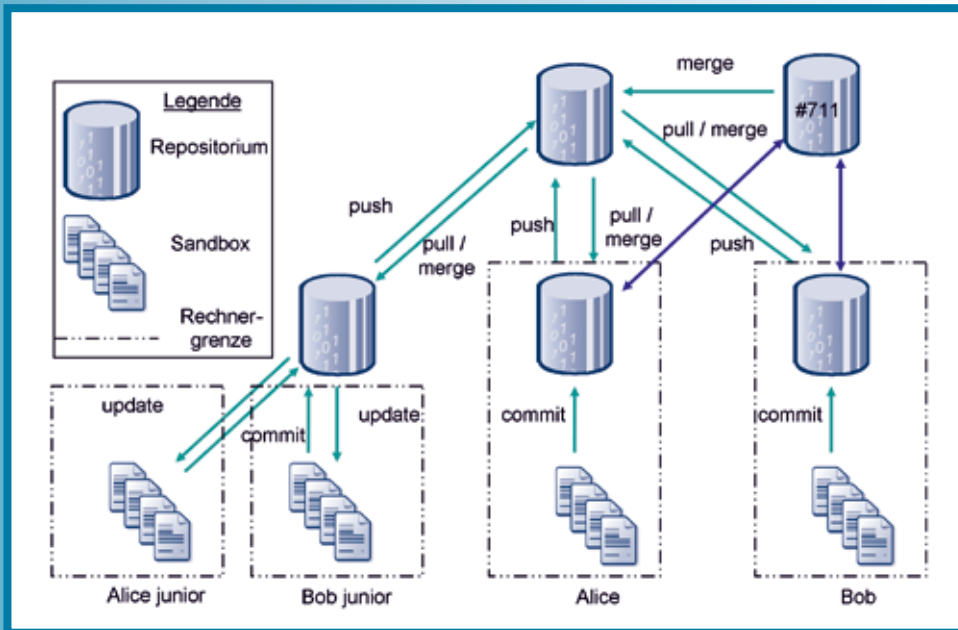 Legende
Repositorium
Sandbox
Rechner-
grenze
merge
#711
pull / merge
push
pull /
merge
push
pull /
merge
push
update
commit
update
commit
commit
Alice junior
Bob junior
Alice
Bob